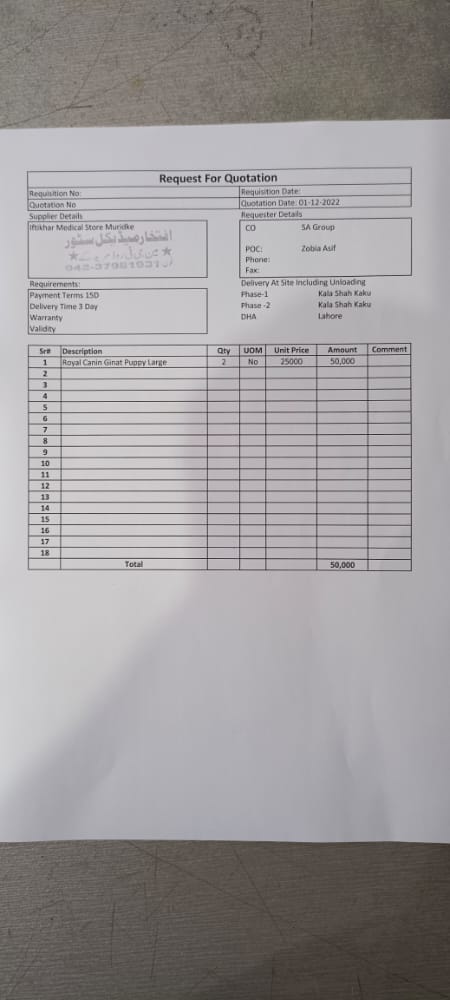 Request For Quotation
Requisition No: Requisition Date:
Quotation No Quotation Date: 01-12-2022
Supplier Details Requester Details
Iftikhar Medical Store Muridke
افتخار میڈیکل سٹور
042-37981931
CO SA Group
POC: Zobia Asif
Phone:
Fax:
Requirements: Delivery At Site Including Unloading
Payment Terms 15D Phase-1 Kala Shah Kaku
Delivery Time 3 Day Phase -2 Kala Shah Kaku
Warranty DHA Lahore
Validity
Sr# Description Qty UOM Unit Price Amount Comment
1 Royal Canin Ginat Puppy Large 2 No 25000 50,000
2
3
4
5
6
7
8
9
10
11
12
13
14
15
16
17
18
Total 50,000